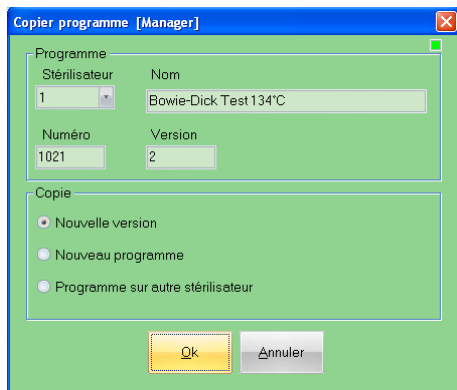 Copier programme [Manager]
Programme
Stérilisateur Nom
1 Bowie-Dick Test 134°C
Numéro Version
1021 2
Copie
Nouvelle version
Nouveau programme
Programme sur autre stérilisateur
Ok Annuler